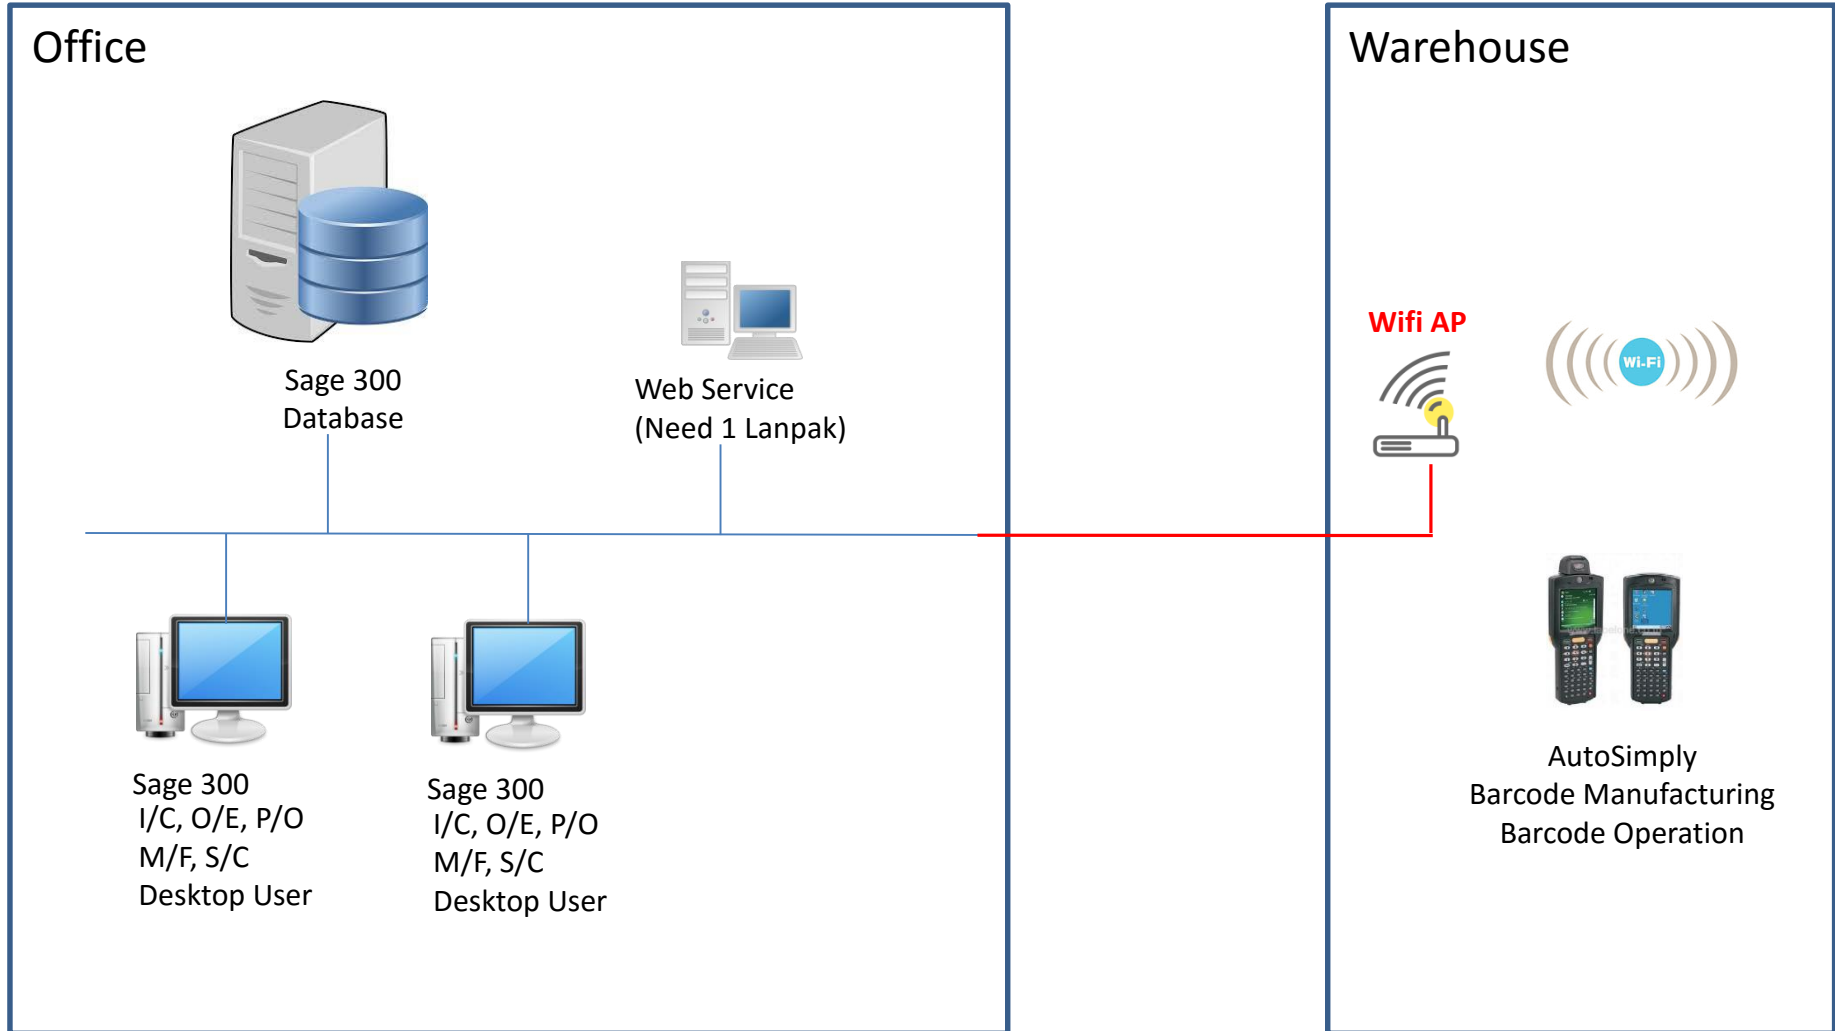 Office
Warehouse
Sage 300
Database
Web Service
(Need 1 Lanpak)
Wifi AP
Wi-Fi
Sage 300
I/C, O/E, P/O
M/F, S/C
Desktop User
Sage 300
I/C, O/E, P/O
M/F, S/C
Desktop User
AutoSimply
Barcode Manufacturing
Barcode Operation